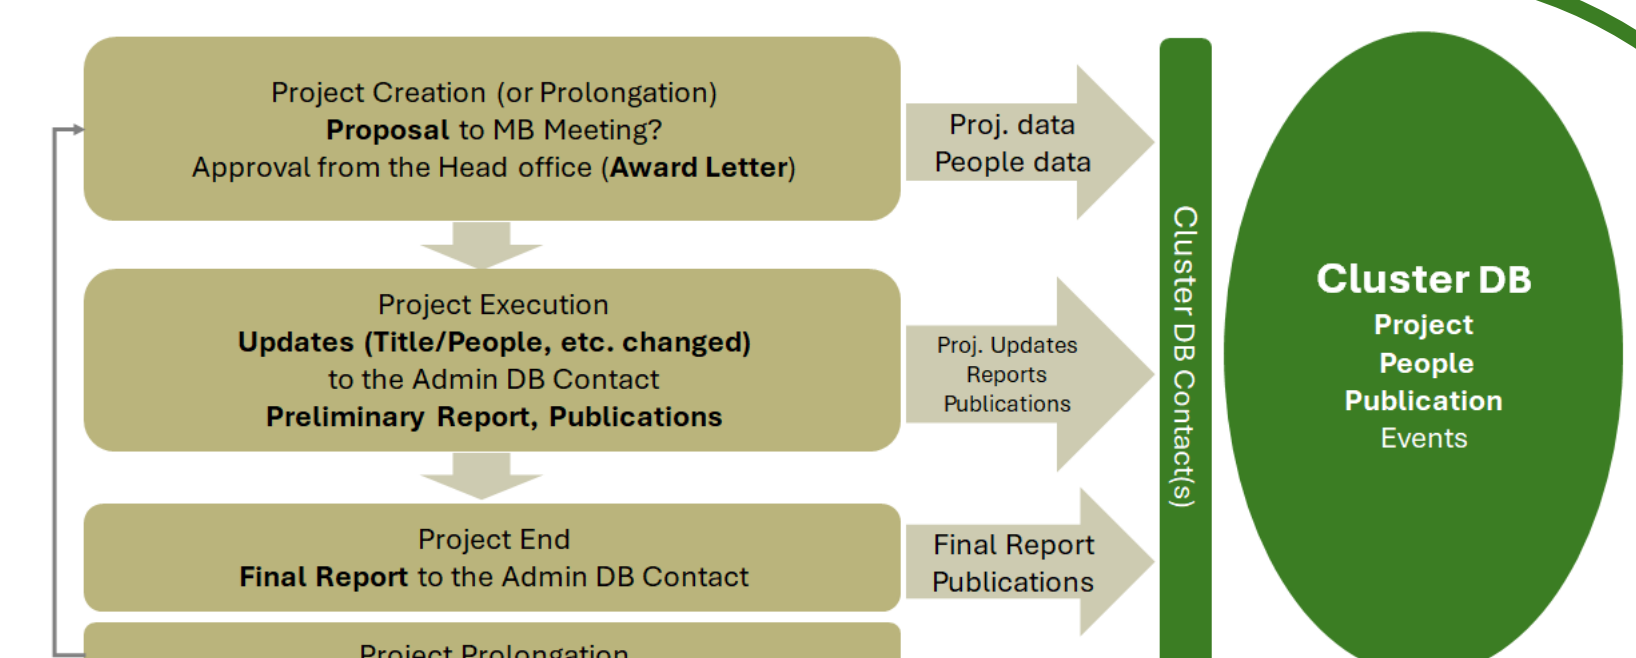 Project Creation (or Prolongation)
Proposal to MB Meeting?
Approval from the Head office (Award Letter)
Proj. data
People data
Project Execution
Updates (Title/People, etc. changed)
to the Admin DB Contact
Preliminary Report, Publications
Proj. Updates
Reports
Publications
Project End
Final Report to the Admin DB Contact
Final Report
Publications
Project Prolongation
Cluster DB Contact(s)
Cluster DB
Project
People
Publication
Events